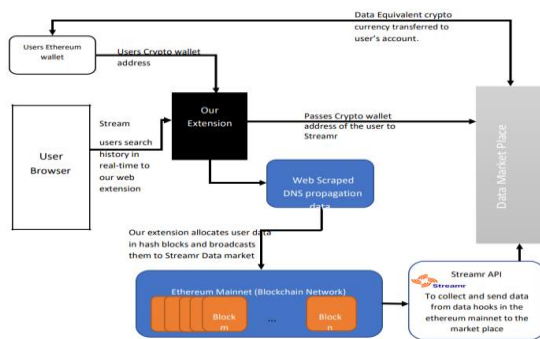 Data Equivalent crypto
currency transferred to
user's account.
Users Ethereum
wallet
Users Crypto wallet
address
Our
Extension
Stream
users search
history in
real-time to
our web
extension
User
Browser
Passes Crypto wallet
address of the user to
Streamr
Data Market Place
Web Scraped
DNS propagation
data
Our extension allocates user data
in hash blocks and broadcasts
them to Streamr Data market
Ethereum Mainnet (Blockchain Network)
Block
m
...
Block
n
Streamr API
Streamr
To collect and send data
from data hooks in the
ethereum mainnet to the
market place